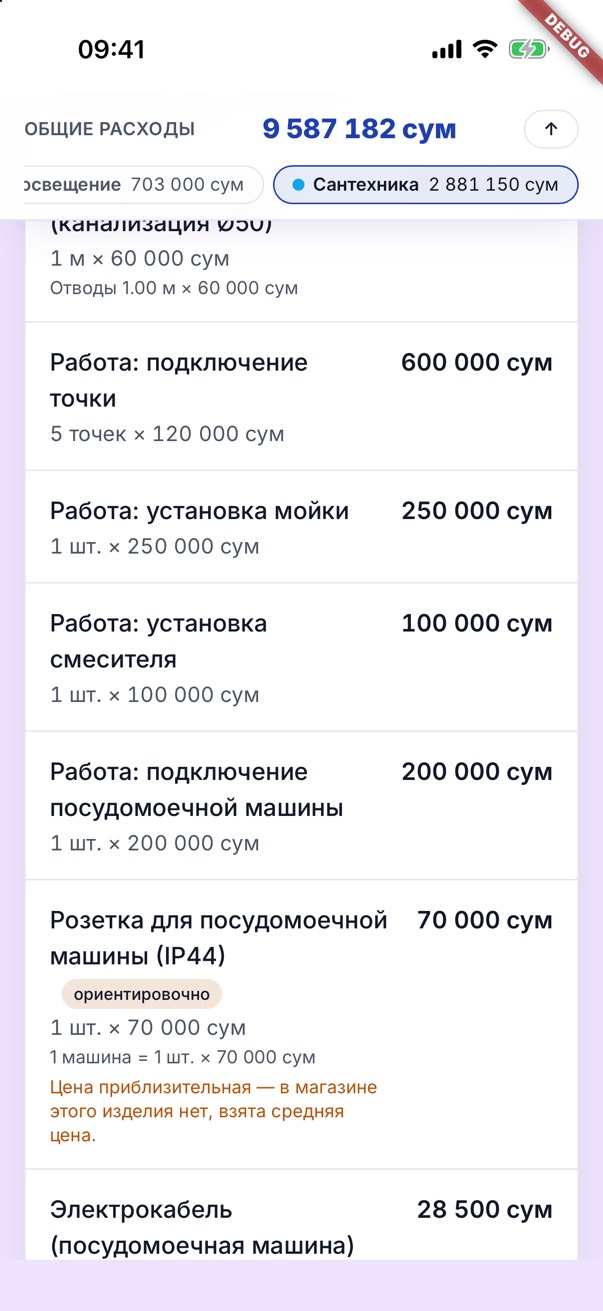 09:41
DEBUG
ОБЩИЕ РАСХОДЫ
9 587 182 сум
освещение 703 000 сум
Сантехника 2 881 150 сум
(канализация Ø50)
1 м × 60 000 сум
Отводы 1.00 м × 60 000 сум
Работа: подключение
точки
600 000 сум
5 точек × 120 000 сум
Работа: установка мойки
250 000 сум
1 шт. × 250 000 сум
Работа: установка
смесителя
100 000 сум
1 шт. × 100 000 сум
Работа: подключение
посудомоечной машины
200 000 сум
1 шт. × 200 000 сум
Розетка для посудомоечной
машины (IP44)
70 000 сум
ориентировочно
1 шт. × 70 000 сум
1 машина = 1 шт. × 70 000 сум
Цена приблизительная — в магазине
этого изделия нет, взята средняя
цена.
Электрокабель
(посудомоечная машина)
28 500 сум